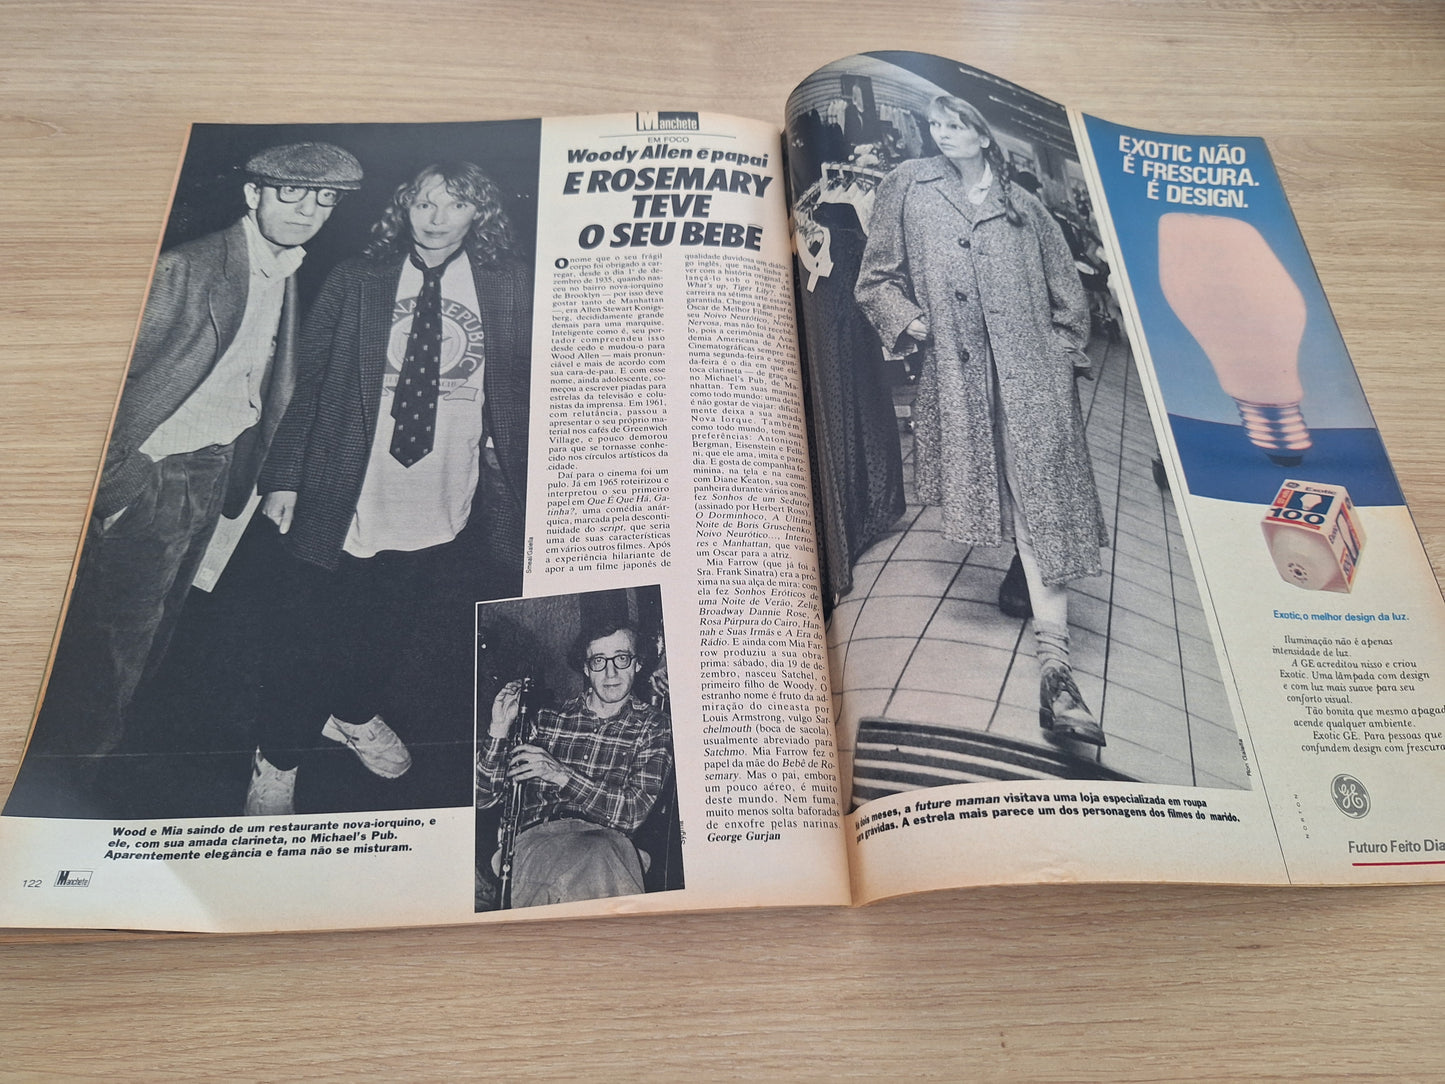 Manchete
EM FOCO
Woody Allen é papai
E ROSEMARY
TEVE
O SEU BEBÊ
O nome que o seu frágil
corpo foi obrigado a car-
regar, desde o dia 1º de de-
zembro de 1935, quando nas-
ceu no bairro nova-iorquino
de Brooklyn — por isso deve
gostar tanto de Manhattan
—, era Allen Stewart Konigs-
berg, decididamente grande
demais para uma marquise.
Inteligente como é, seu por-
tador compreendeu isso
desde cedo e mudou-o para
Wood Allen — mais pronun-
ciável e mais de acordo com
sua cara-de-pau. E com esse
nome, ainda adolescente, co-
meçou a escrever piadas para
estrelas da televisão e colu-
nistas da imprensa. Em 1961,
com relutância, passou a
apresentar o seu próprio ma-
terial nos cafés de Greenwich
Village, e pouco demorou
para que se tornasse conhe-
cido nos círculos artísticos da
cidade.
Daí para o cinema foi um
pulo. Já em 1965 roteirizou e
interpretou o seu primeiro
papel em Que É Que Há, Ga-
tinha?, uma comédia anár-
quica, marcada pela desconti-
nuidade do script, que seria
uma de suas características
em vários outros filmes. Após
a experiência hilariante de
apor a um filme japonês de
qualidade duvidosa um diálo-
go inglês, que nada tinha a
ver com a história original, e
lançá-lo sob o nome de
What's up, Tiger Lily?, sua
carreira na sétima arte estava
garantida. Chegou a ganhar o
Oscar de Melhor Filme, pelo
seu Noivo Neurótico, Noiva
Nervosa, mas não foi recebê-
lo, pois a cerimônia da Aca-
demia Americana de Artes
Cinematográficas sempre cai
numa segunda-feira e segun-
da-feira é o dia em que ele
toca clarineta — de graça —
no Michael's Pub, de Ma-
nhattan. Tem suas manias,
como todo mundo: uma delas
é não gostar de viajar; dificil-
mente deixa a sua amada
Nova Iorque. Também,
como todo mundo, tem suas
preferências: Antonioni,
Bergman, Eisenstein e Felli-
ni, que ele ama, imita e paro-
dia. E gosta de companhia fe-
minina, na tela e na cama:
com Diane Keaton, sua com-
panheira durante vários anos,
fez Sonhos de um Sedutor
(assinado por Herbert Ross),
O Dorminhoco, A Última
Noite de Boris Gruschenko,
Noivo Neurótico..., Interio-
res e Manhattan, que valeu
um Oscar para a atriz.
Mia Farrow (que já foi a
Sra. Frank Sinatra) era a pró-
xima na sua alça de mira: com
ela fez Sonhos Eróticos de
uma Noite de Verão, Zelig,
Broadway Dannie Rose, A
Rosa Púrpura do Cairo, Han-
nah e Suas Irmãs e A Era do
Rádio. E ainda com Mia Far-
row produziu a sua obra-
prima: sábado, dia 19 de de-
zembro, nasceu Satchel, o
primeiro filho de Woody. O
estranho nome é fruto da ad-
miração do cineasta por
Louis Armstrong, vulgo Sat-
chelmouth (boca de sacola),
usualmente abreviado para
Satchmo. Mia Farrow fez o
papel da mãe do Bebê de Ro-
semary. Mas o pai, embora
um pouco aéreo, é muito
deste mundo. Nem fuma,
muito menos solta baforadas
de enxofre pelas narinas.
George Gurjan
Smeal/Galella
Sygma
Wood e Mia saindo de um restaurante nova-iorquino, e
ele, com sua amada clarineta, no Michael's Pub.
Aparentemente elegância e fama não se misturam.
122 Manchete
Ron Galella
Há dois meses, a future maman visitava uma loja especializada em roupa
para grávidas. A estrela mais parece um dos personagens dos filmes do marido.
EXOTIC NÃO
É FRESCURA.
É DESIGN.
Exotic
100
Exotic, o melhor design da luz.
Iluminação não é apenas
intensidade de luz.
A GE acreditou nisso e criou
Exotic. Uma lâmpada com design
e com luz mais suave para seu
conforto visual.
Tão bonita que mesmo apagad
acende qualquer ambiente.
Exotic GE. Para pessoas que
confundem design com frescura
NORTON
GE
Futuro Feito Dia